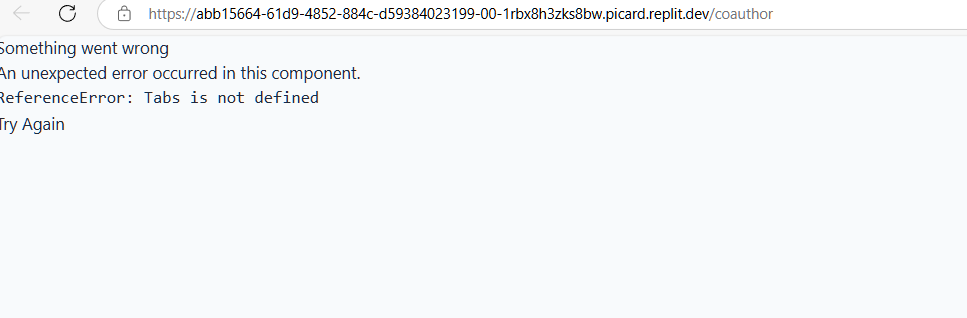 https://abb15664-61d9-4852-884c-d59384023199-00-1rbx8h3zks8bw.picard.replit.dev/coauthor
Something went wrong
An unexpected error occurred in this component.
ReferenceError: Tabs is not defined
Try Again